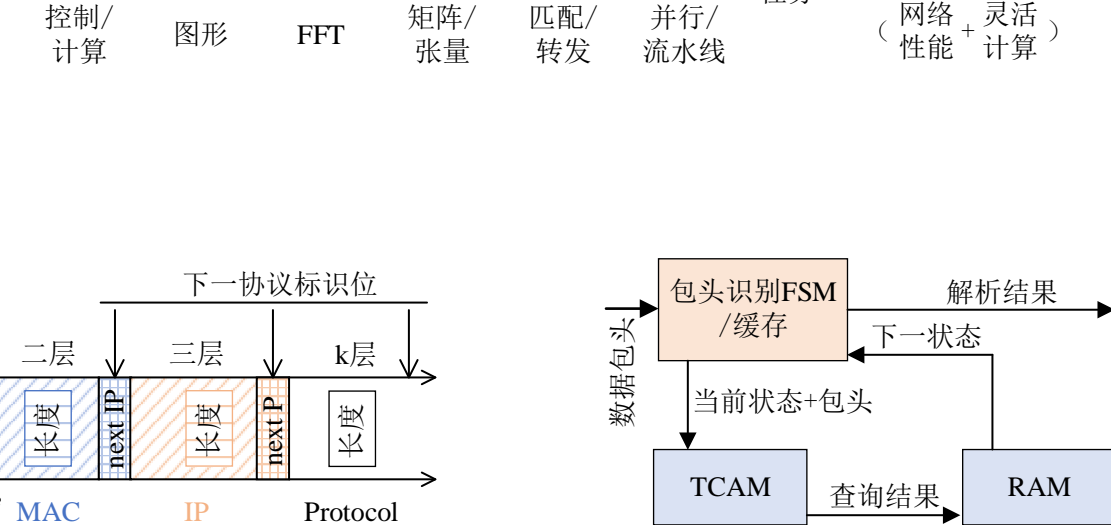 控制/
计算
图形
FFT
矩阵/
张量
匹配/
转发
并行/
流水线
(网络性能+灵活计算)
下一协议标识位
二层
三层
k层
长度
next IP
长度
next P
长度
MAC
IP
Protocol
数据包头
包头识别FSM
/缓存
解析结果
下一状态
当前状态+包头
TCAM
查询结果
RAM